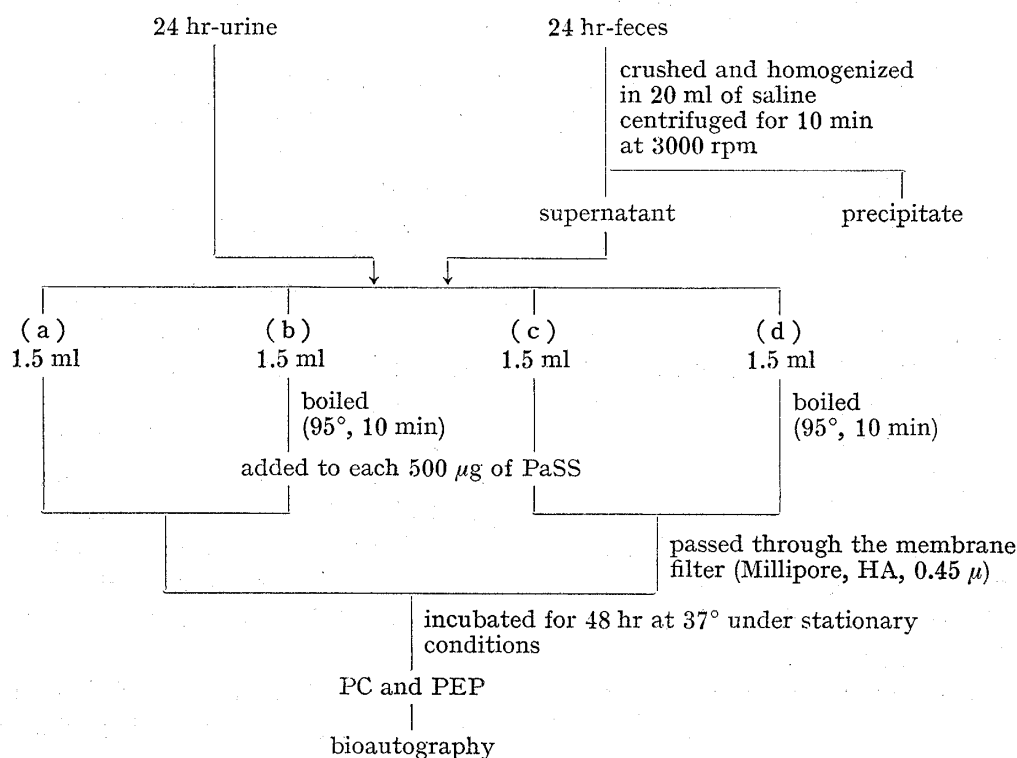 24 hr-urine
24 hr-feces
crushed and homogenized
in 20 ml of saline
centrifuged for 10 min
at 3000 rpm
supernatant
precipitate
(a)
1.5 ml
(b)
1.5 ml
(c)
1.5 ml
(d)
1.5 ml
boiled
(95°, 10 min)
boiled
(95°, 10 min)
added to each 500 μg of PaSS
passed through the membrane
filter (Millipore, HA, 0.45 μ)
incubated for 48 hr at 37° under stationary
conditions
PC and PEP
bioautography